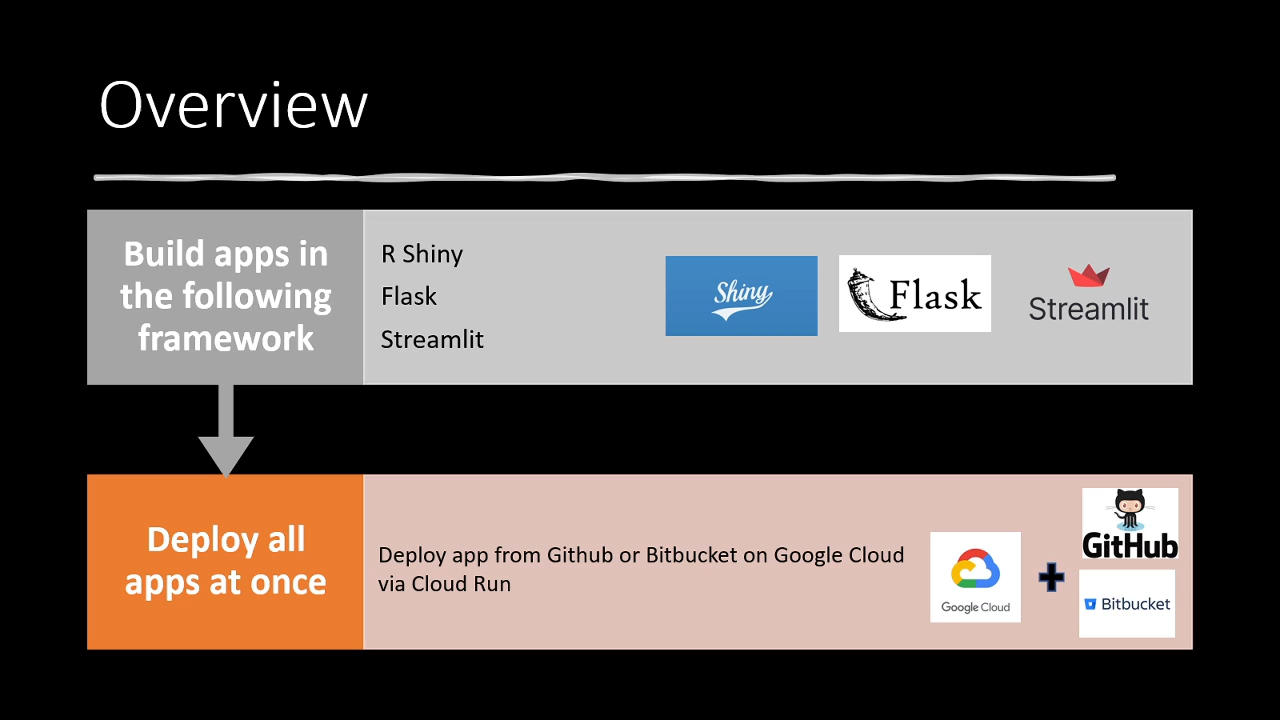 Overview
Build apps in
the following
framework
R Shiny
Flask
Streamlit
Shiny
Flask
Streamlit
Deploy all
apps at once
Deploy app from Github or Bitbucket on Google Cloud
via Cloud Run
Google Cloud
GitHub
Bitbucket